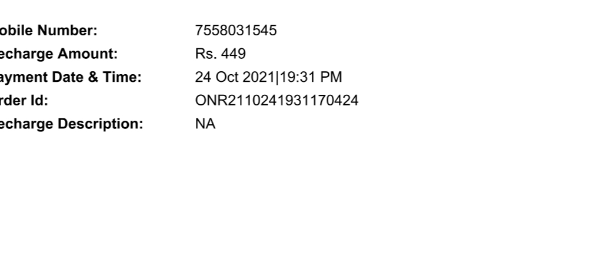 obile Number: 7558031545
echarge Amount: Rs. 449
ayment Date & Time: 24 Oct 2021|19:31 PM
rder Id: ONR2110241931170424
echarge Description: NA